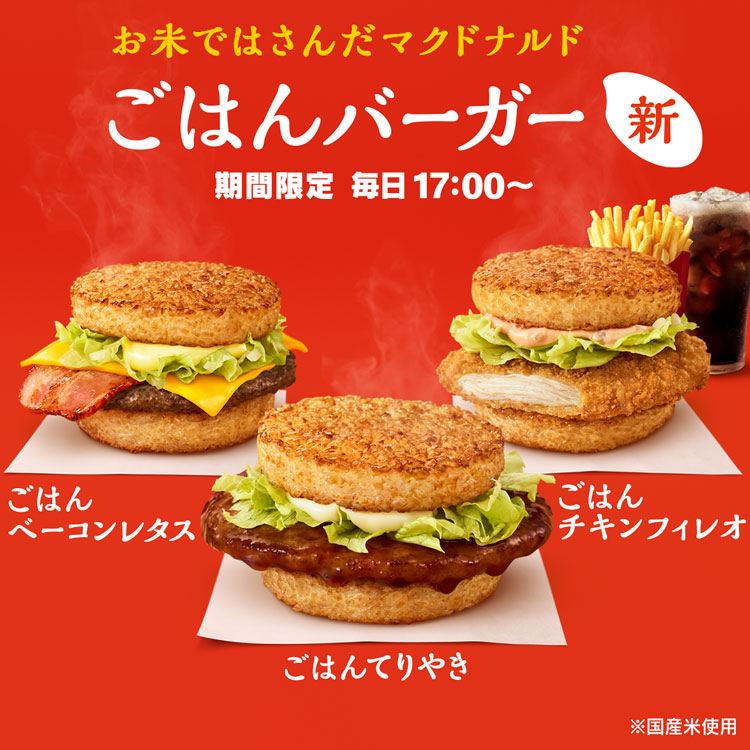 お米ではさんだマクドナルド
ごはんバーガー
新
期間限定 毎日17:00〜
ごはん
ベーコンレタス
ごはん
チキンフィレオ
ごはんてりやき
※国産米使用